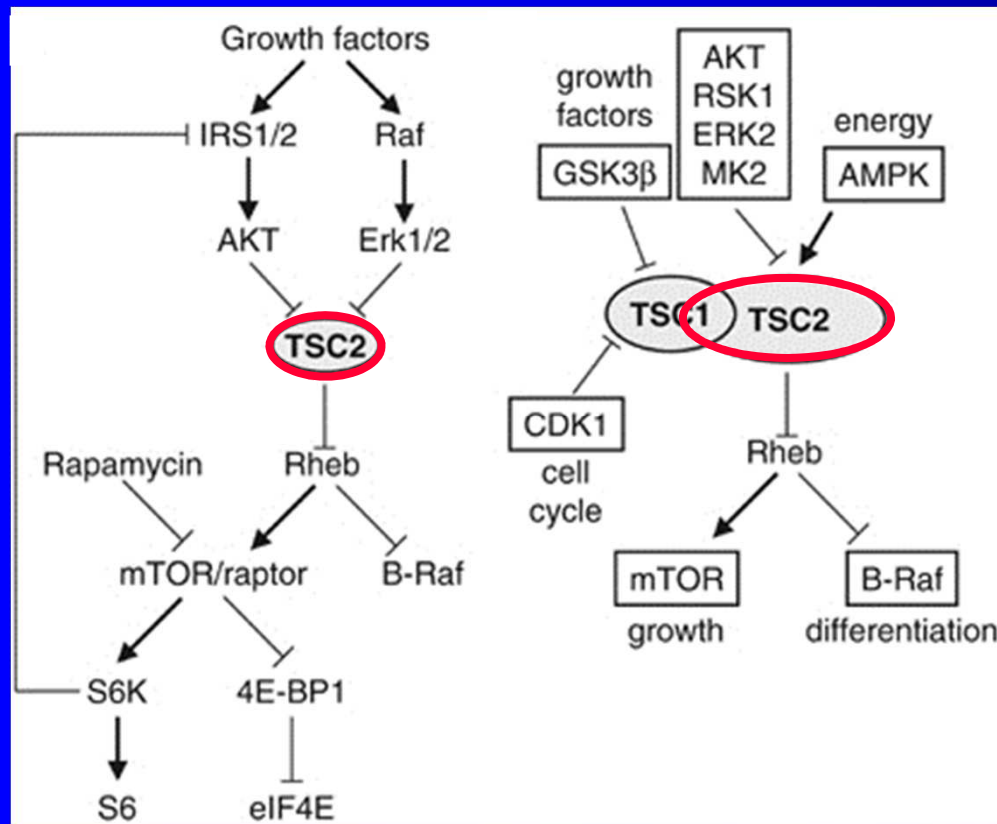 Growth factors
IRS1/2
Raf
AKT
Erk1/2
TSC2
Rapamycin
Rheb
mTOR/raptor
B-Raf
S6K
4E-BP1
S6
eIF4E
growth
factors
GSK3β
AKT
RSK1
ERK2
MK2
energy
AMPK
TSC1
TSC2
CDK1
cell
cycle
Rheb
mTOR
growth
B-Raf
differentiation